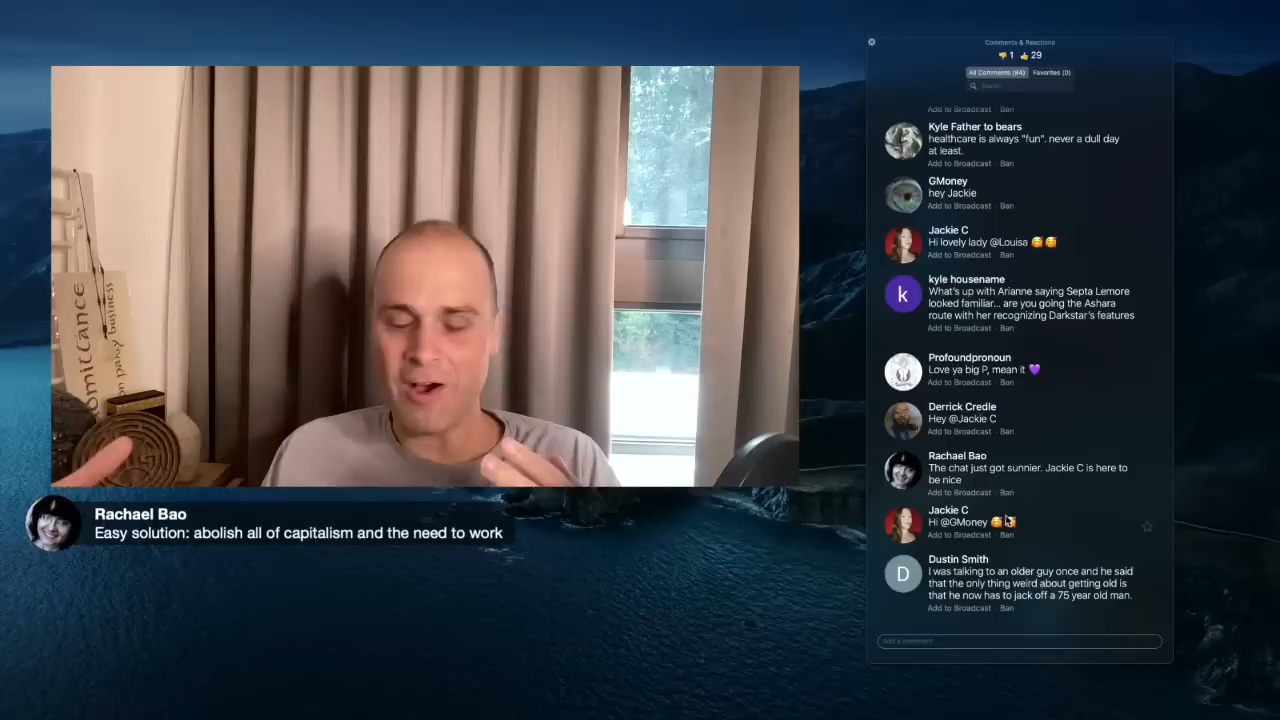 Comments & Reactions
👎 1 👍 29
All Comments (84) Favorites (0)
Search
Add to Broadcast · Ban
Kyle Father to bears
healthcare is always "fun". never a dull day
at least.
Add to Broadcast · Ban
GMoney
hey Jackie
Add to Broadcast · Ban
Jackie C
Hi lovely lady @Louisa 🥰 🥰
Add to Broadcast · Ban
k
kyle housename
What's up with Arianne saying Septa Lemore
looked familiar... are you going the Ashara
route with her recognizing Darkstar's features
Add to Broadcast · Ban
Profoundpronoun
Love ya big P, mean it 💜
Add to Broadcast · Ban
Derrick Credle
Hey @Jackie C
Add to Broadcast · Ban
Rachael Bao
The chat just got sunnier. Jackie C is here to
be nice
Add to Broadcast · Ban
Jackie C
Hi @GMoney 🥰 🥰
Add to Broadcast · Ban
D
Dustin Smith
I was talking to an older guy once and he said
that the only thing weird about getting old is
that he now has to jack off a 75 year old man.
Add to Broadcast · Ban
Add a comment
business
party
Rachael Bao
Easy solution: abolish all of capitalism and the need to work